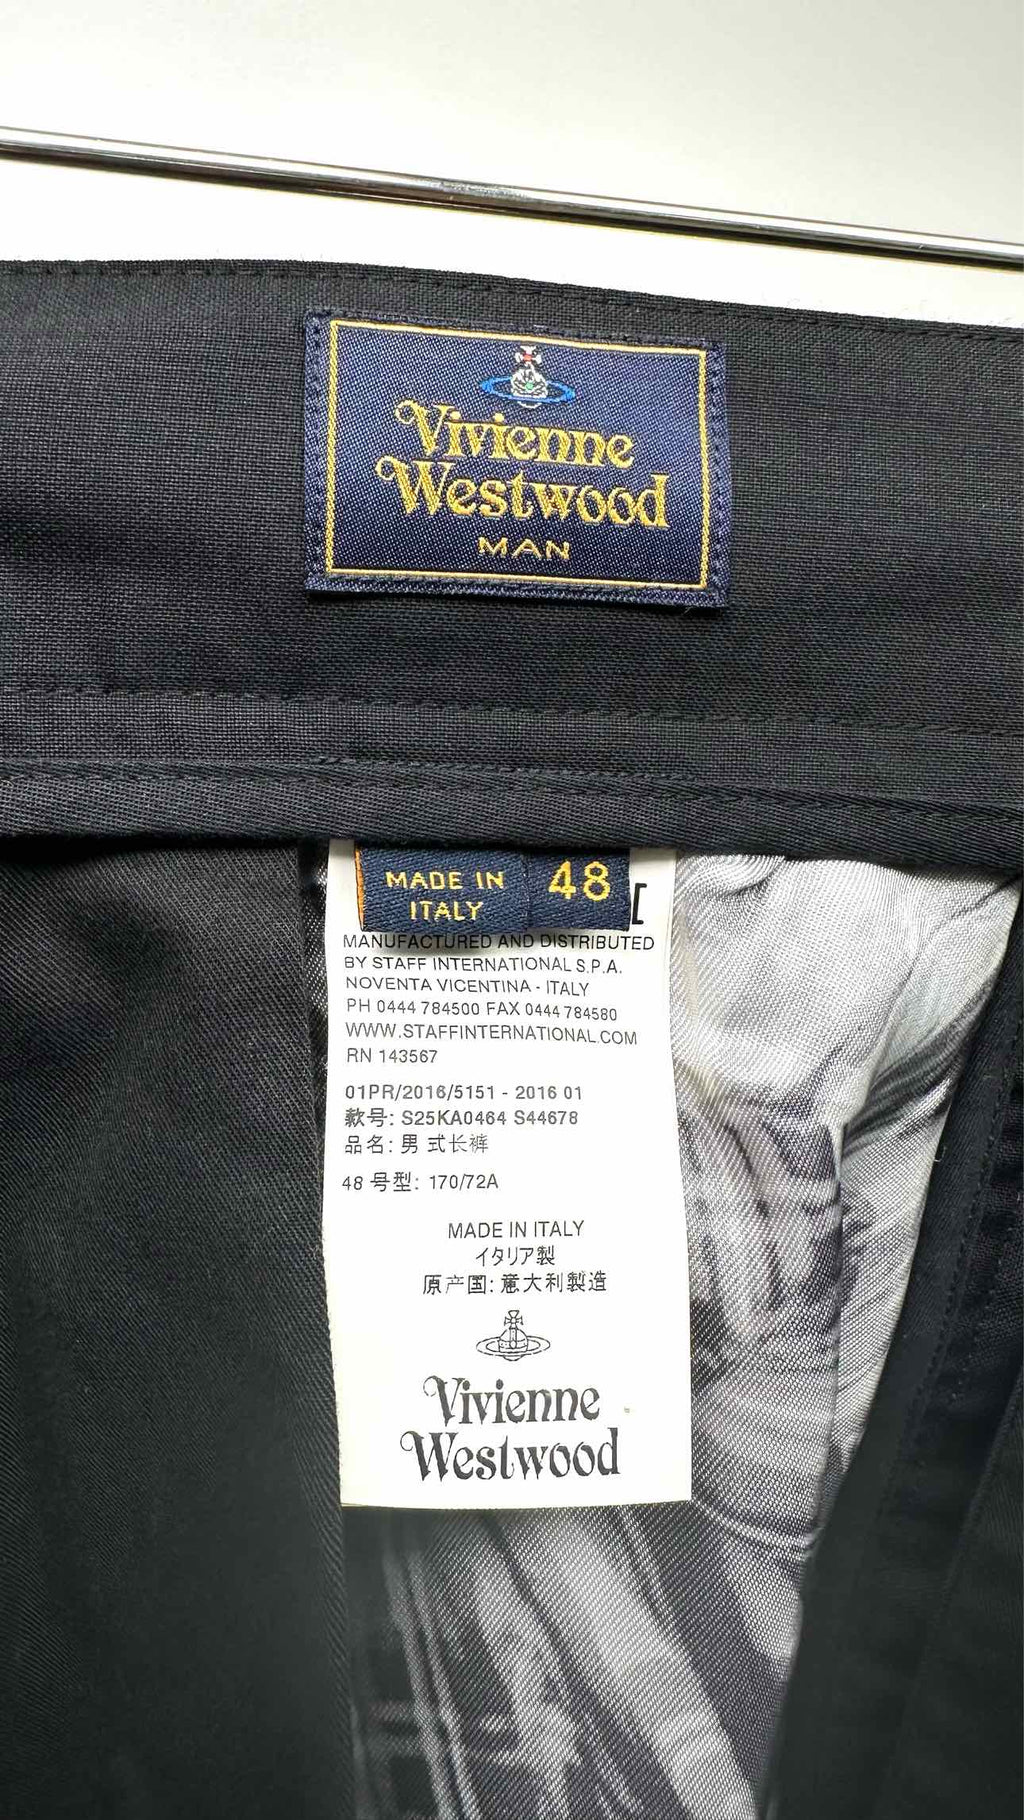 Vivienne
Westwood
MAN
MADE IN
ITALY
48
MANUFACTURED AND DISTRIBUTED
BY STAFF INTERNATIONAL S.P.A.
NOVENTA VICENTINA - ITALY
PH 0444 784500 FAX 0444 784580
WWW.STAFFINTERNATIONAL.COM
RN 143567
01PR/2016/5151 - 2016 01
款号: S25KA0464 S44678
品名: 男 式长裤
48 号型: 170/72A
MADE IN ITALY
イタリア製
原产国: 意大利製造
Vivienne
Westwood